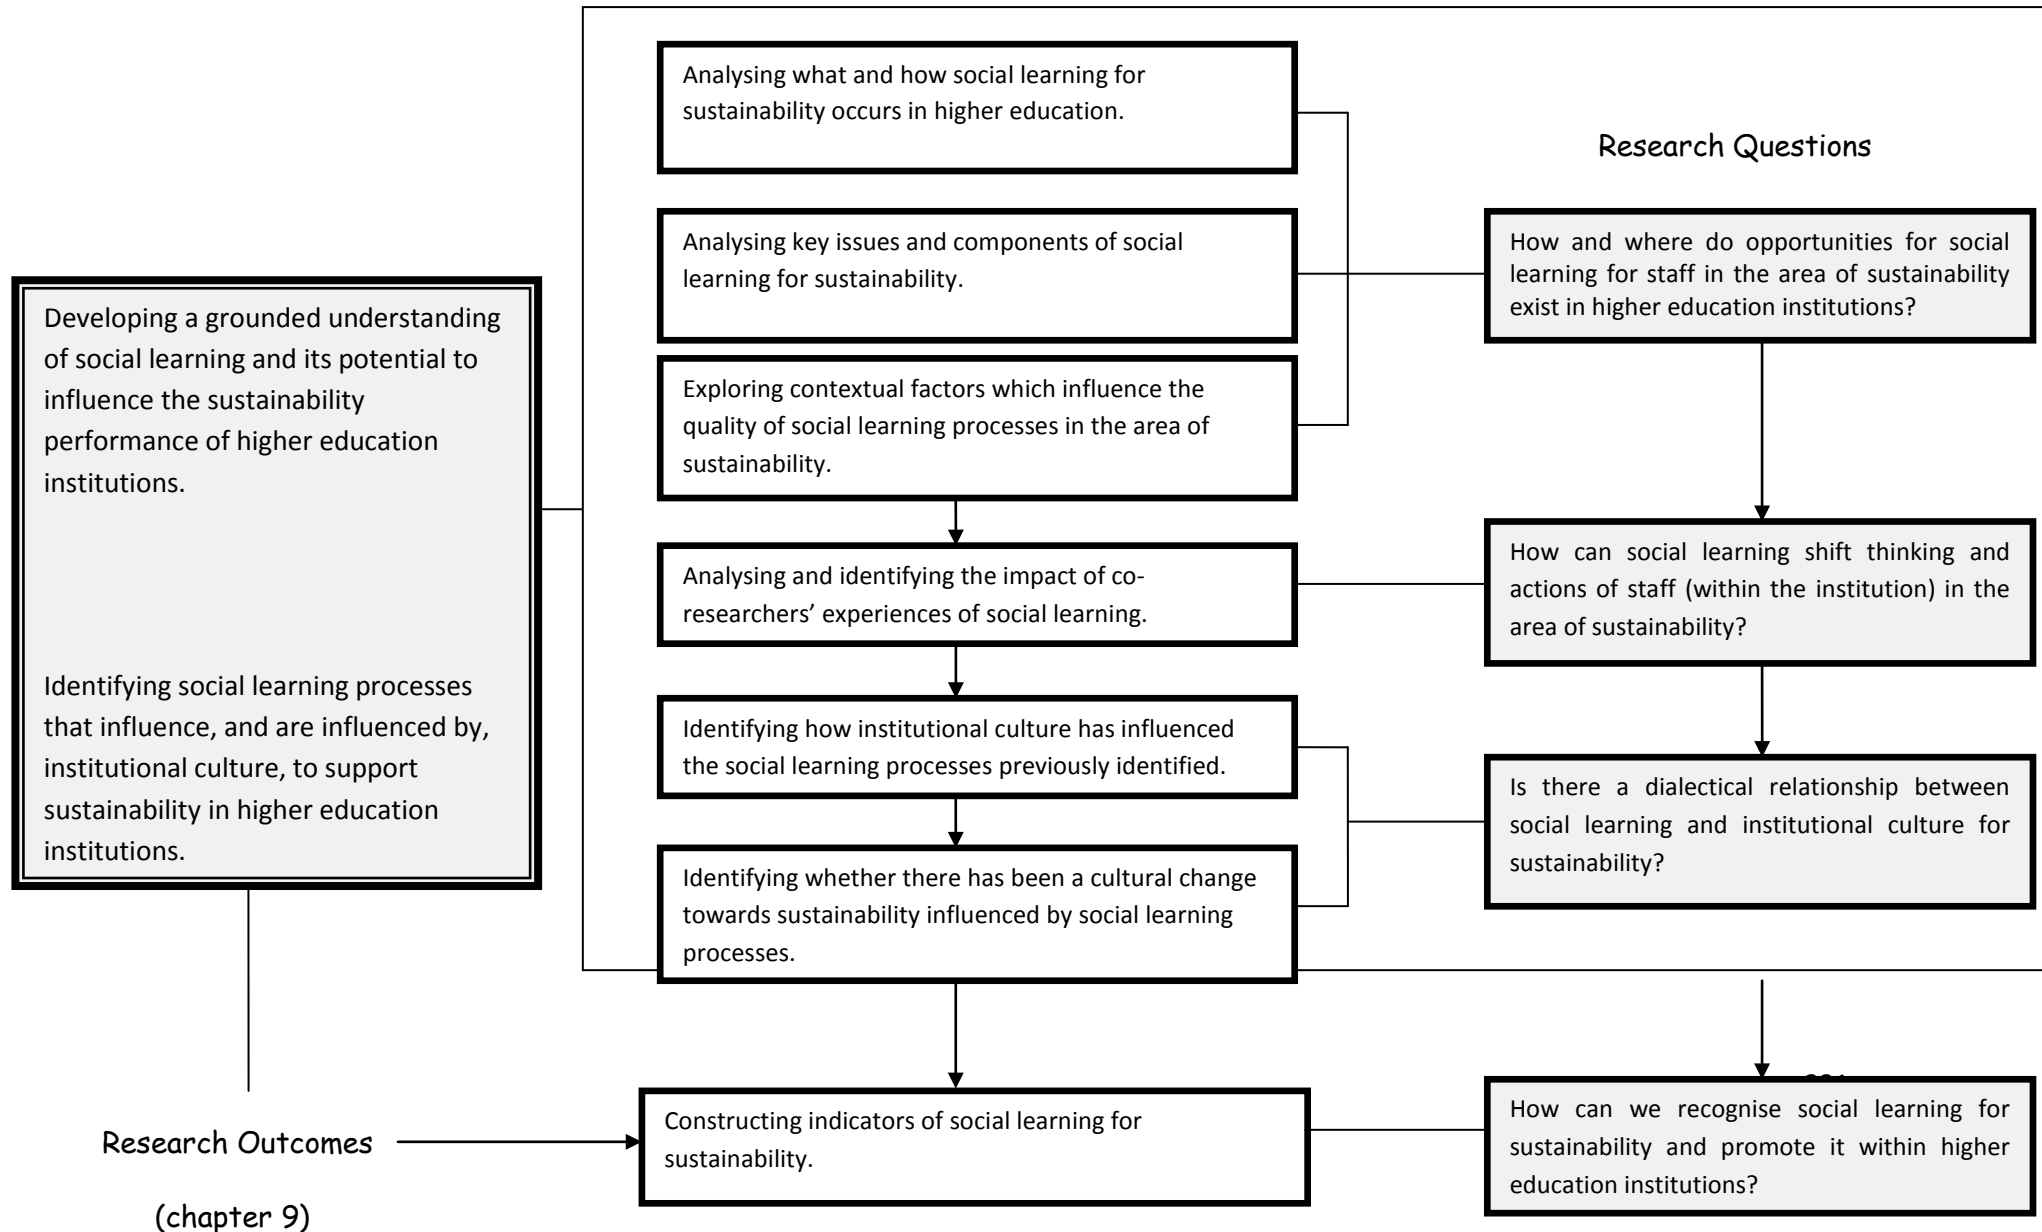 Analysing what and how social learning for
sustainability occurs in higher education.
Research Questions
Analysing key issues and components of social
learning for sustainability.
How and where do opportunities for social
learning for staff in the area of sustainability
exist in higher education institutions?
Developing a grounded understanding
of social learning and its potential to
influence the sustainability
performance of higher education
institutions.
Exploring contextual factors which influence the
quality of social learning processes in the area of
sustainability.
Analysing and identifying the impact of co-
researchers’ experiences of social learning.
How can social learning shift thinking and
actions of staff (within the institution) in the
area of sustainability?
Identifying social learning processes
that influence, and are influenced by,
institutional culture, to support
sustainability in higher education
institutions.
Identifying how institutional culture has influenced
the social learning processes previously identified.
Is there a dialectical relationship between
social learning and institutional culture for
sustainability?
Identifying whether there has been a cultural change
towards sustainability influenced by social learning
processes.
Research Outcomes
(chapter 9)
Constructing indicators of social learning for
sustainability.
How can we recognise social learning for
sustainability and promote it within higher
education institutions?